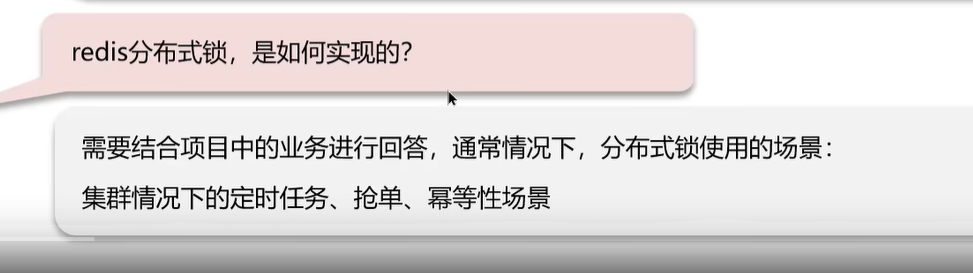 redis分布式锁，是如何实现的？
需要结合项目中的业务进行回答，通常情况下，分布式锁使用的场景：
集群情况下的定时任务、抢单、幂等性场景